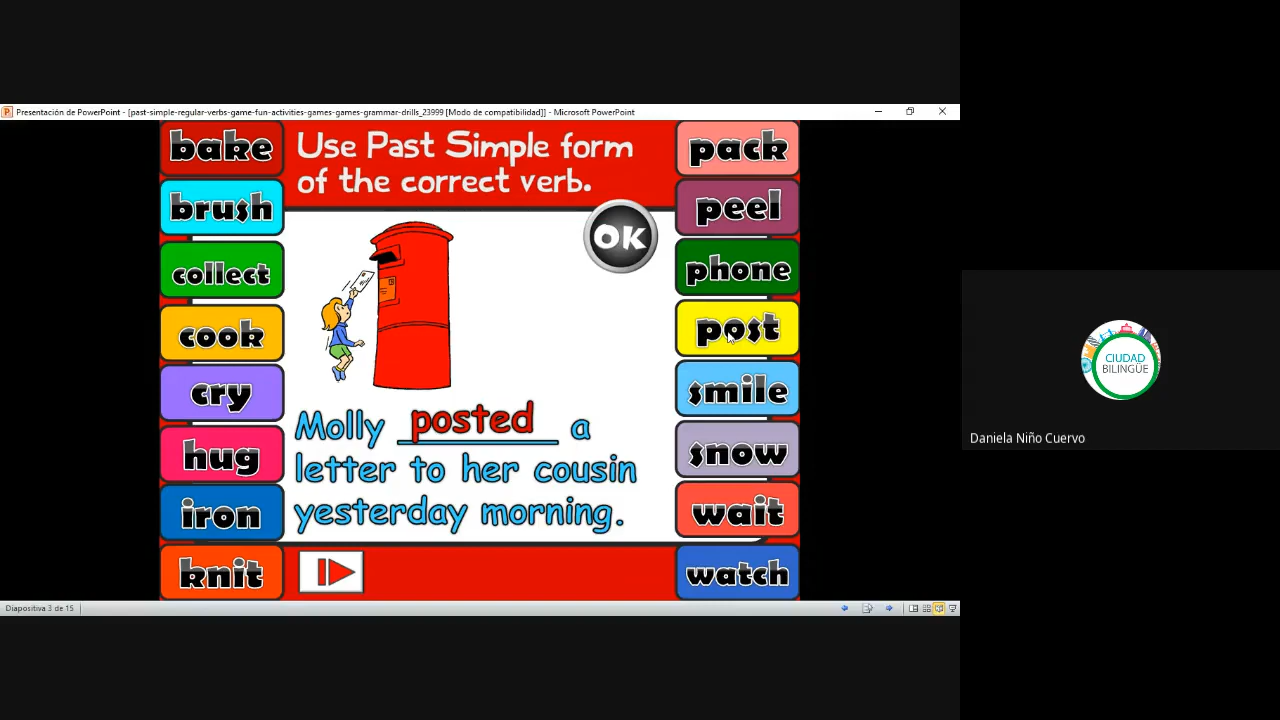 Presentación de PowerPoint - [past-simple-regular-verbs-game-fun-activities-games-games-grammar-drills_23999 [Modo de compatibilidad]] - Microsoft PowerPoint
Use Past Simple form
of the correct verb.
bake
brush
collect
cook
cry
hug
iron
knit
OK
Molly posted a
letter to her cousin
yesterday morning.
pack
peel
phone
post
smile
snow
wait
watch
Diapositiva 3 de 15
CIUDAD
BILINGÜE
Daniela Niño Cuervo